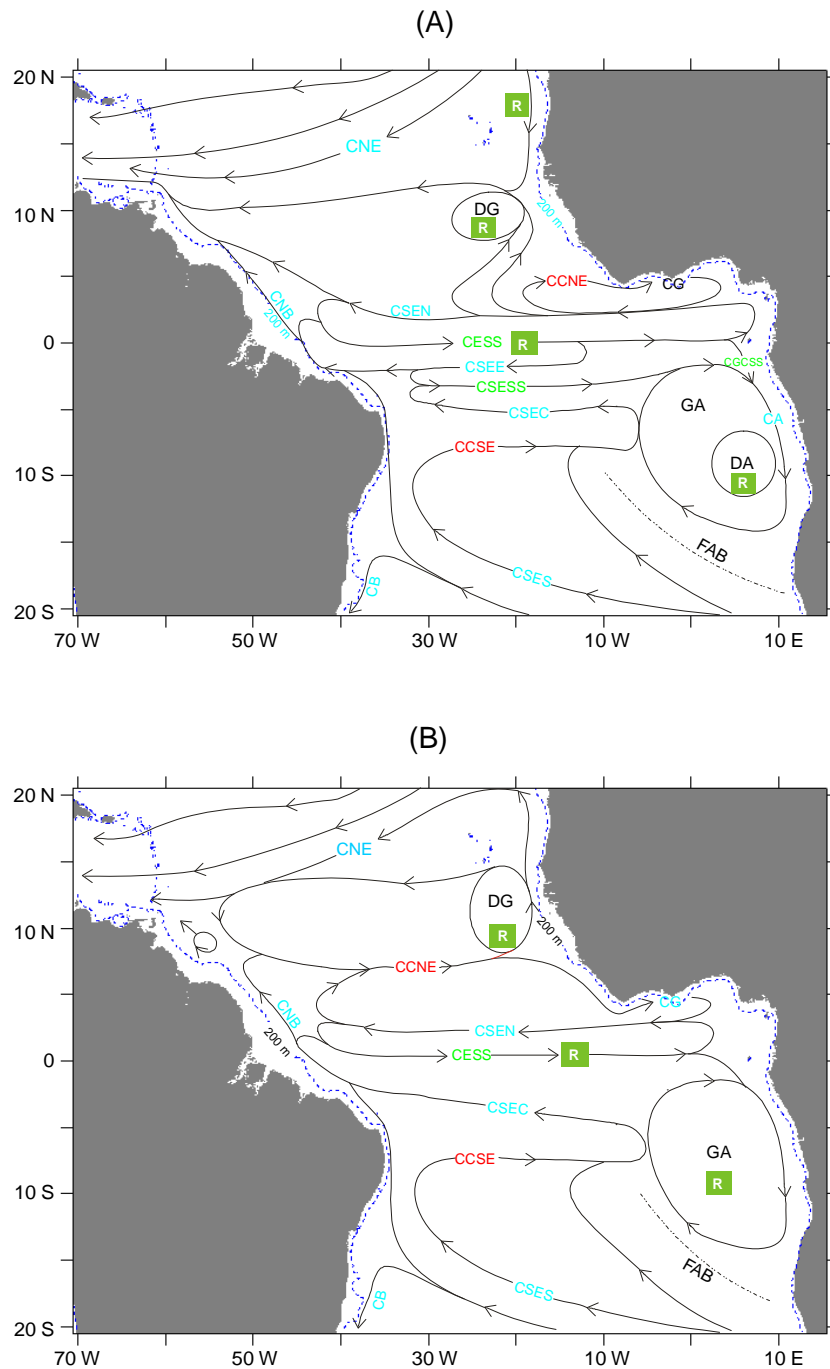 (A)
20 N
R
CNE
10 N
DG
R
200 m
CCNE
CG
CNB
200 m
CSEN
0
CESS
R
CSEE
CGCSS
CSESS
CSEC
GA
CA
CCSE
DA
R
10 S
FAB
CSES
CB
20 S
70 W
50 W
30 W
10 W
10 E
(B)
20 N
CNE
DG
R
10 N
200 m
CCNE
CNB
CG
200 m
CSEN
0
CESS
R
CSEC
CCSE
GA
R
10 S
FAB
CSES
CB
20 S
70 W
50 W
30 W
10 W
10 E